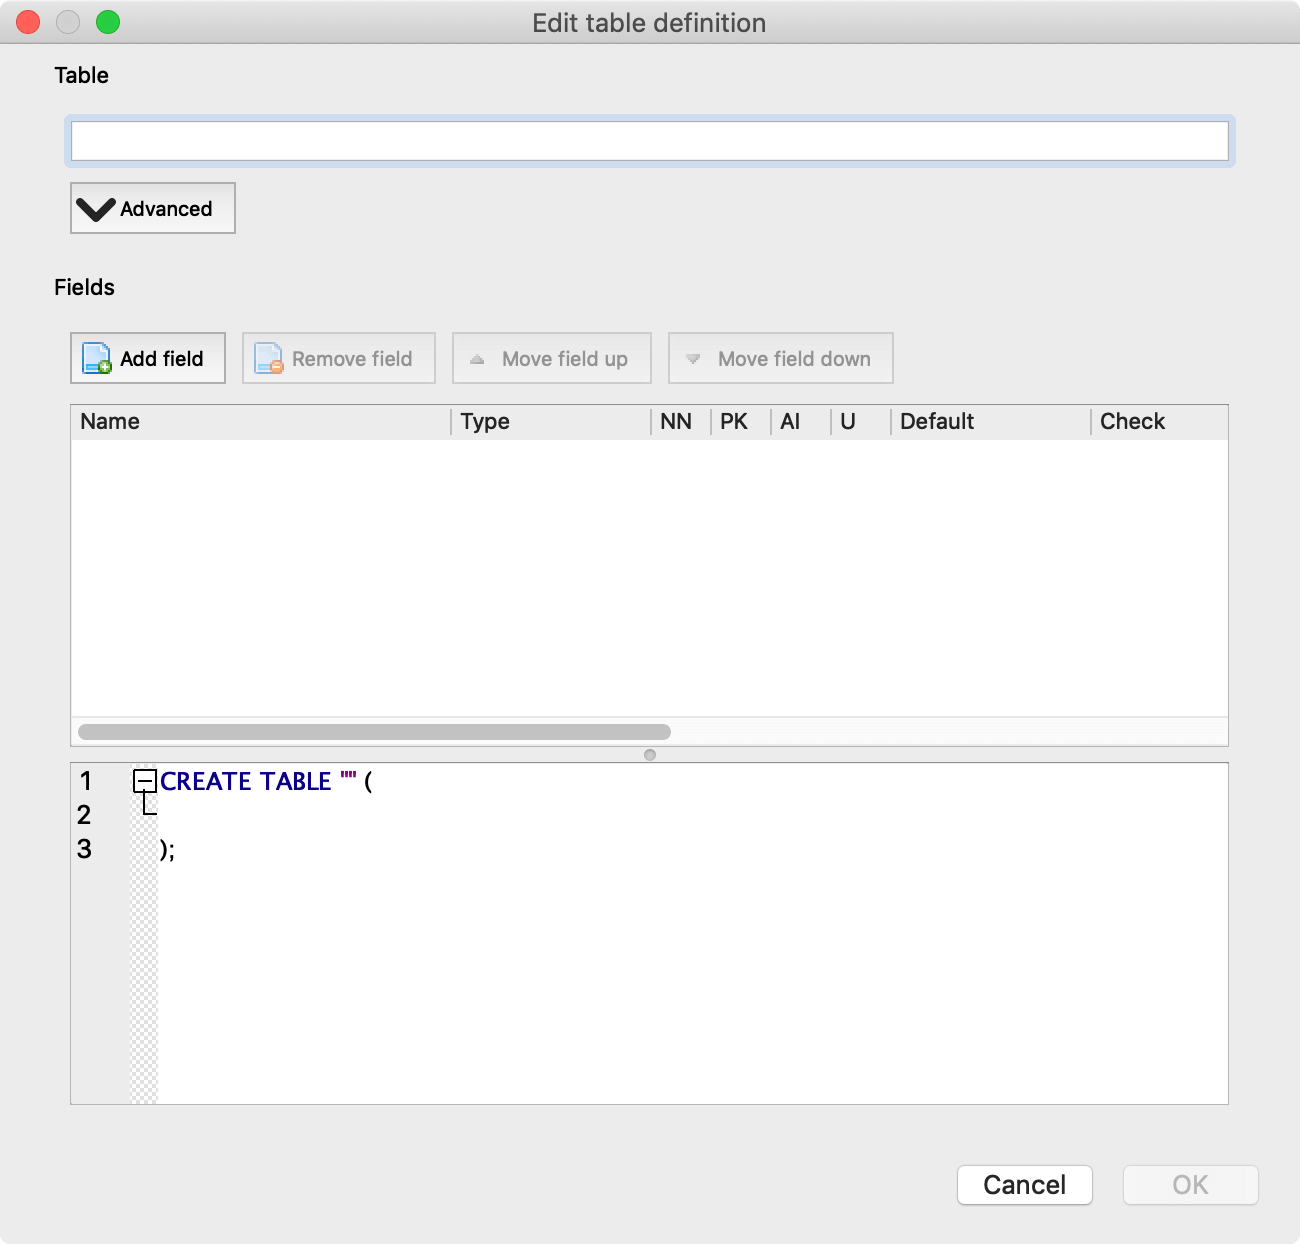 Edit table definition
Table
Advanced
Fields
Add field Remove field Move field up Move field down
Name Type NN PK AI U Default Check
1 CREATE TABLE "" (
2
3 );
Cancel OK